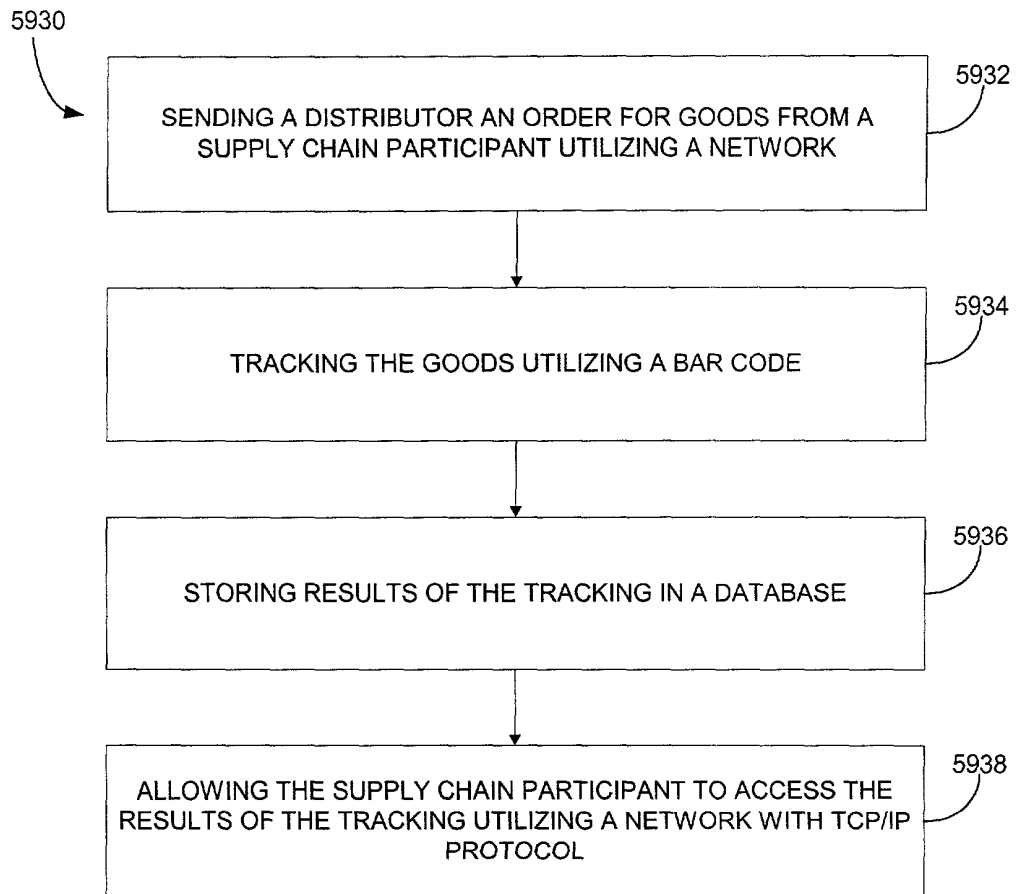 5930
5932
SENDING A DISTRIBUTOR AN ORDER FOR GOODS FROM A
SUPPLY CHAIN PARTICIPANT UTILIZING A NETWORK
5934
TRACKING THE GOODS UTILIZING A BAR CODE
5936
STORING RESULTS OF THE TRACKING IN A DATABASE
5938
ALLOWING THE SUPPLY CHAIN PARTICIPANT TO ACCESS THE
RESULTS OF THE TRACKING UTILIZING A NETWORK WITH TCP/IP
PROTOCOL